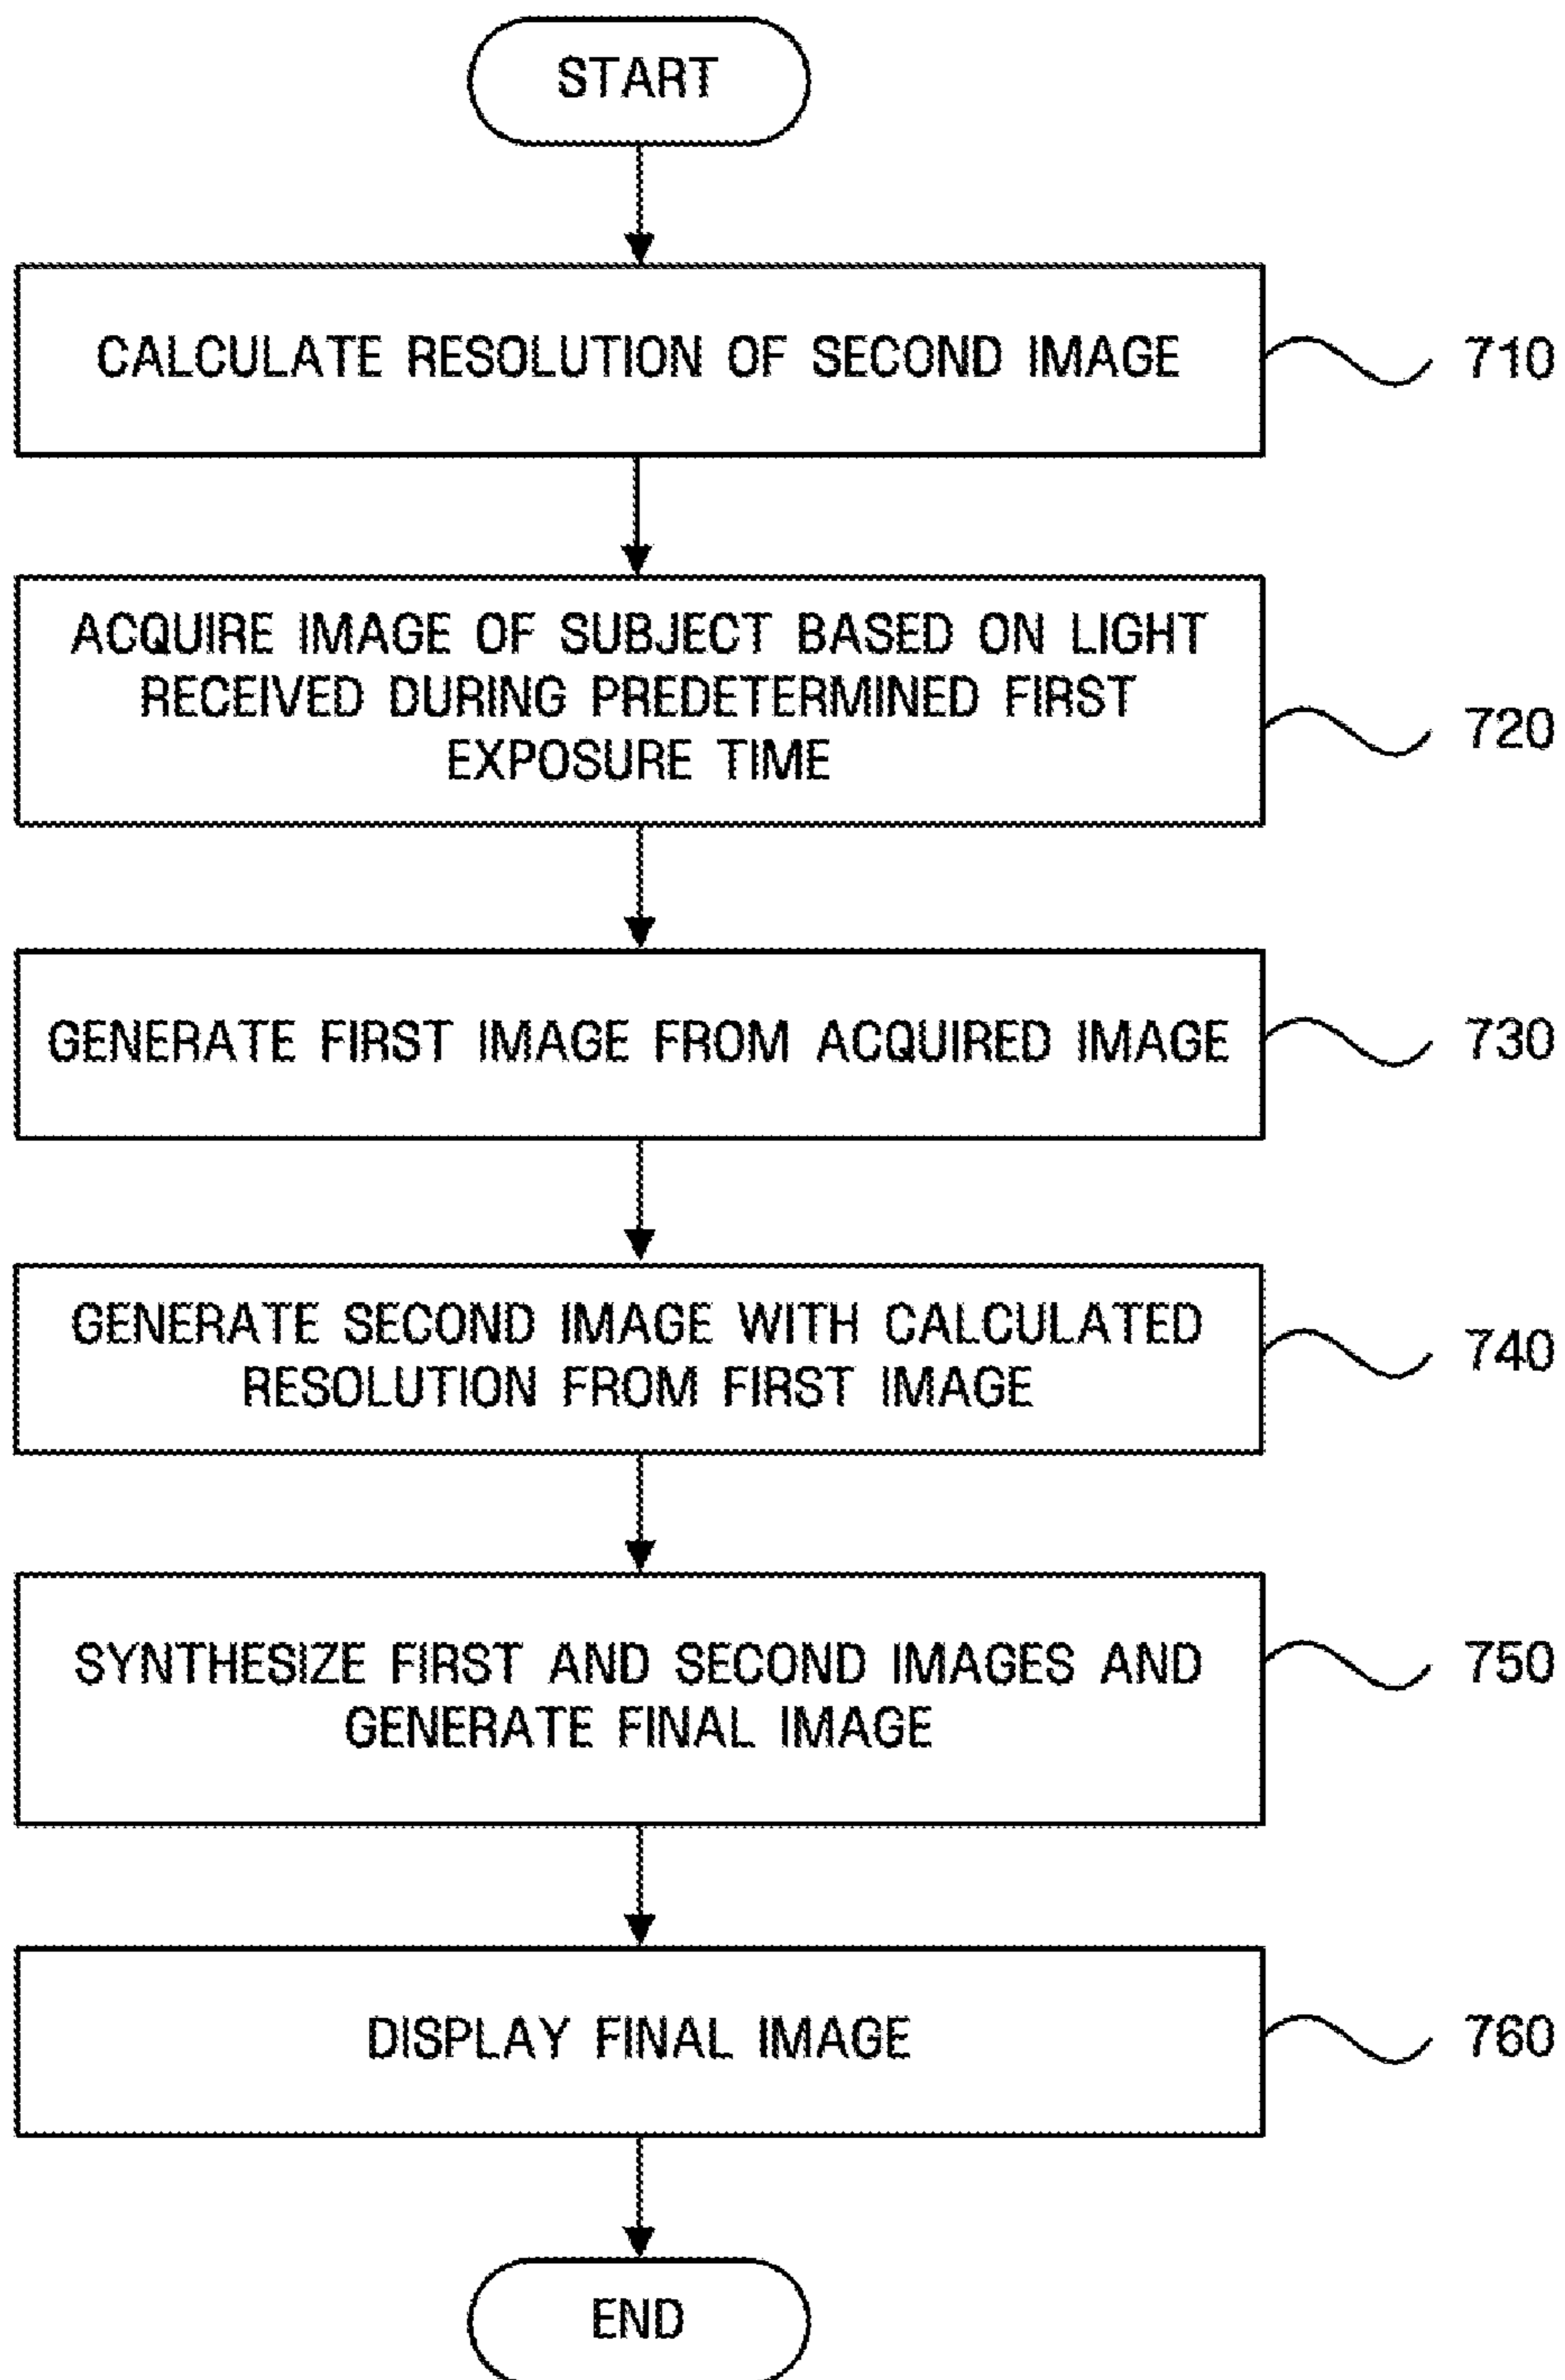 START
CALCULATE RESOLUTION OF SECOND IMAGE
710
ACQUIRE IMAGE OF SUBJECT BASED ON LIGHT
RECEIVED DURING PREDETERMINED FIRST
EXPOSURE TIME
720
GENERATE FIRST IMAGE FROM ACQUIRED IMAGE
730
GENERATE SECOND IMAGE WITH CALCULATED
RESOLUTION FROM FIRST IMAGE
740
SYNTHESIZE FIRST AND SECOND IMAGES AND
GENERATE FINAL IMAGE
750
DISPLAY FINAL IMAGE
760
END